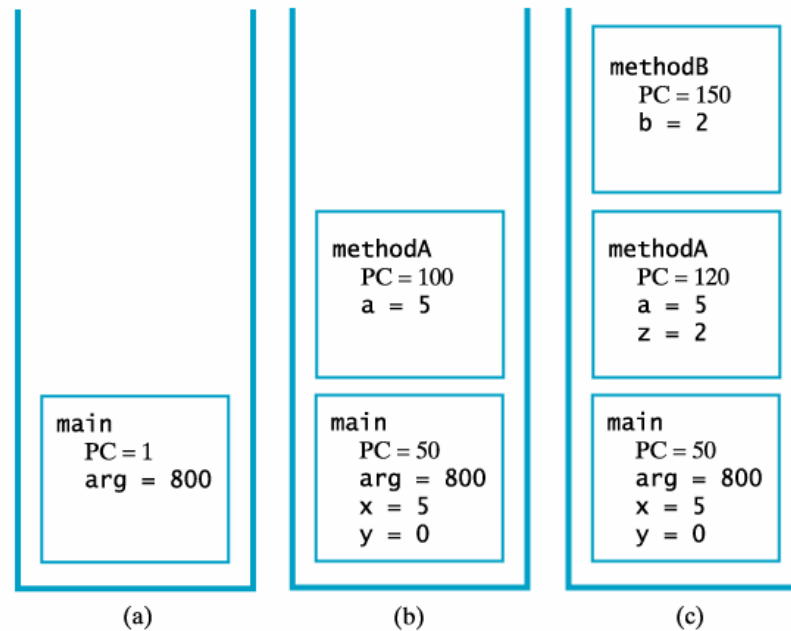 main
PC = 1
arg = 800
(a)
methodA
PC = 100
a = 5
main
PC = 50
arg = 800
x = 5
y = 0
(b)
methodB
PC = 150
b = 2
methodA
PC = 120
a = 5
z = 2
main
PC = 50
arg = 800
x = 5
y = 0
(c)